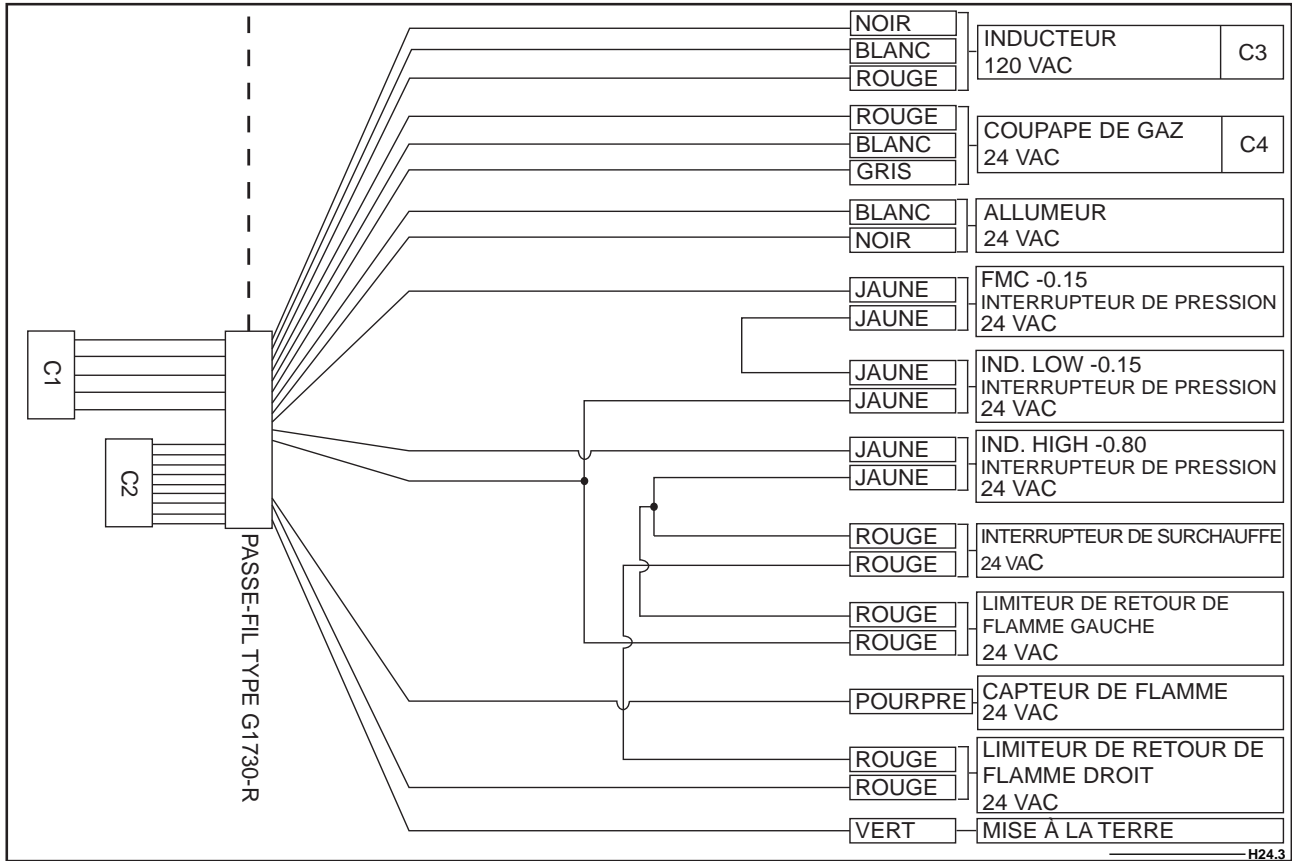 NOIR
BLANC
ROUGE
INDUCTEUR
120 VAC
C3
ROUGE
BLANC
GRIS
COUPAPE DE GAZ
24 VAC
C4
BLANC
NOIR
ALLUMEUR
24 VAC
JAUNE
JAUNE
FMC -0.15
INTERRUPTEUR DE PRESSION
24 VAC
JAUNE
JAUNE
IND. LOW -0.15
INTERRUPTEUR DE PRESSION
24 VAC
JAUNE
JAUNE
IND. HIGH -0.80
INTERRUPTEUR DE PRESSION
24 VAC
ROUGE
ROUGE
INTERRUPTEUR DE SURCHAUFFE
24 VAC
ROUGE
ROUGE
LIMITEUR DE RETOUR DE
FLAMME GAUCHE
24 VAC
POURPRE
CAPTEUR DE FLAMME
24 VAC
ROUGE
ROUGE
LIMITEUR DE RETOUR DE
FLAMME DROIT
24 VAC
VERT
MISE À LA TERRE
C1
C2
PASSE-FIL TYPE G1730-R
H24.3